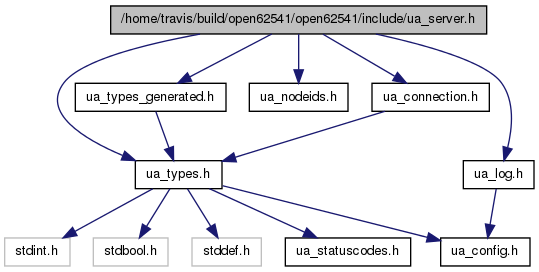 /home/travis/build/open62541/open62541/include/ua_server.h
ua_types_generated.h
ua_nodeids.h
ua_connection.h
ua_types.h
ua_log.h
stdint.h
stdbool.h
stddef.h
ua_statuscodes.h
ua_config.h